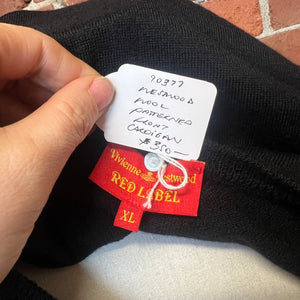 90377
WESTWOOD
WOOL
PATTERNED
FRONT
CARDIGAN
$350—
Vivienne Westwood
RED LABEL
XL